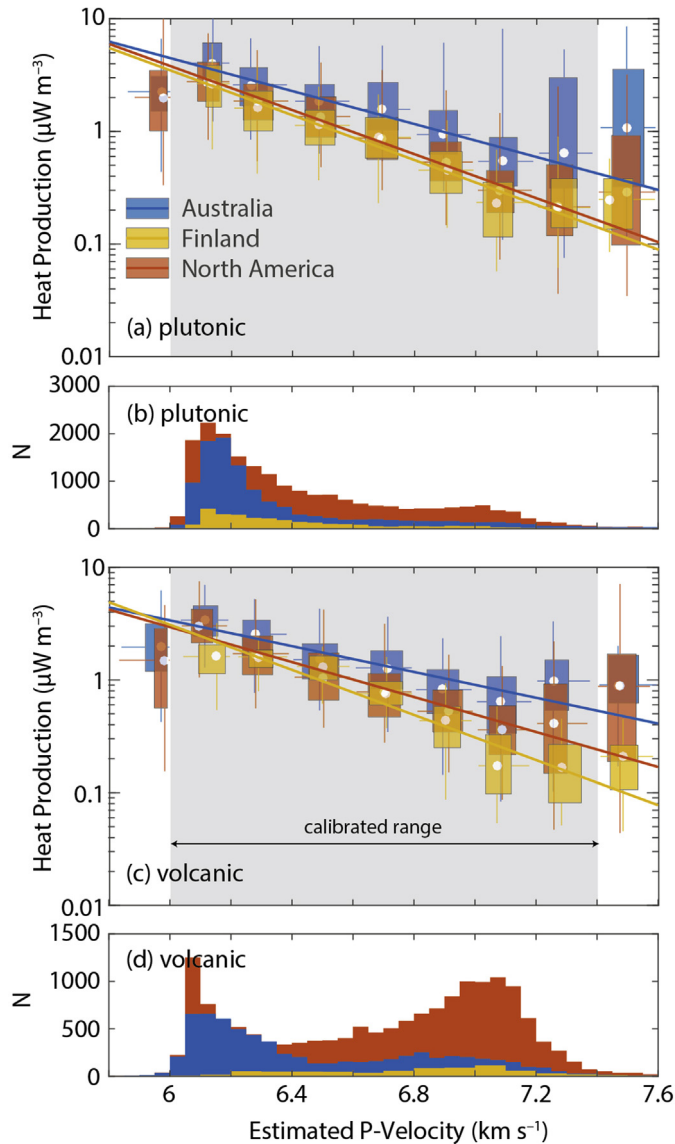 10
1
0.1
0.01
Heat Production (µW m⁻³)
Australia
Finland
North America
(a) plutonic
3000
2000
1000
0
N
(b) plutonic
10
1
0.1
0.01
Heat Production (µW m⁻³)
calibrated range
(c) volcanic
1500
1000
500
0
N
(d) volcanic
6 6.4 6.8 7.2 7.6
Estimated P-Velocity (km s⁻¹)